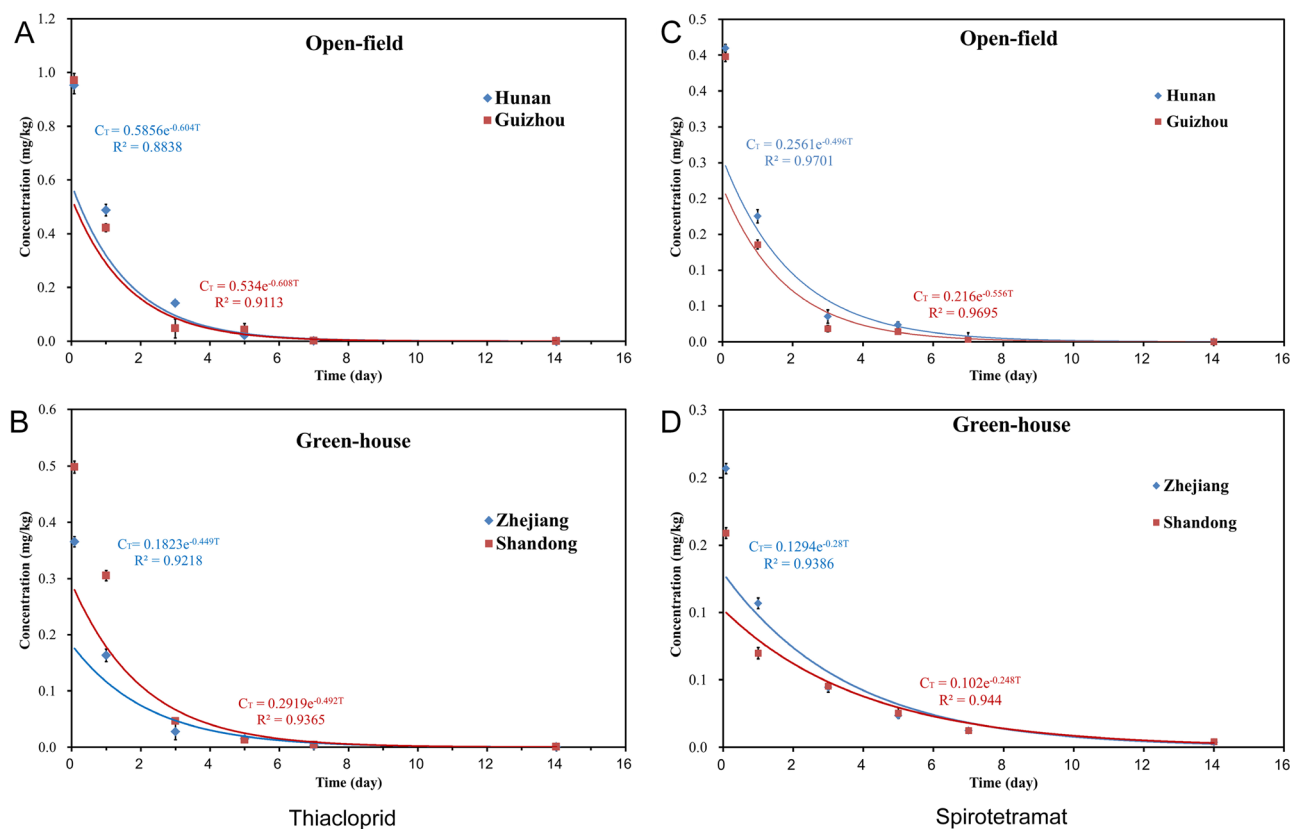 A
Open-field
Hunan
Guizhou
C_T = 0.5856e^-0.604T
R² = 0.8838
C_T = 0.534e^-0.608T
R² = 0.9113
Concentration (mg/kg)
1.2
1.0
0.8
0.6
0.4
0.2
0.0
0 2 4 6 8 10 12 14 16
Time (day)
C
Open-field
Hunan
Guizhou
C_T = 0.2561e^-0.496T
R² = 0.9701
C_T = 0.216e^-0.556T
R² = 0.9695
Concentration (mg/kg)
0.5
0.4
0.4
0.3
0.3
0.2
0.2
0.1
0.1
0.0
0 2 4 6 8 10 12 14 16
Time (day)
B
Green-house
Zhejiang
Shandong
C_T = 0.1823e^-0.449T
R² = 0.9218
C_T = 0.2919e^-0.492T
R² = 0.9365
Concentration (mg/kg)
0.6
0.5
0.4
0.3
0.2
0.1
0.0
0 2 4 6 8 10 12 14 16
Time (day)
Thiacloprid
D
Green-house
Zhejiang
Shandong
C_T = 0.1294e^-0.28T
R² = 0.9386
C_T = 0.102e^-0.248T
R² = 0.944
Concentration (mg/kg)
0.3
0.2
0.2
0.1
0.1
0.0
0 2 4 6 8 10 12 14 16
Time (day)
Spirotetramat